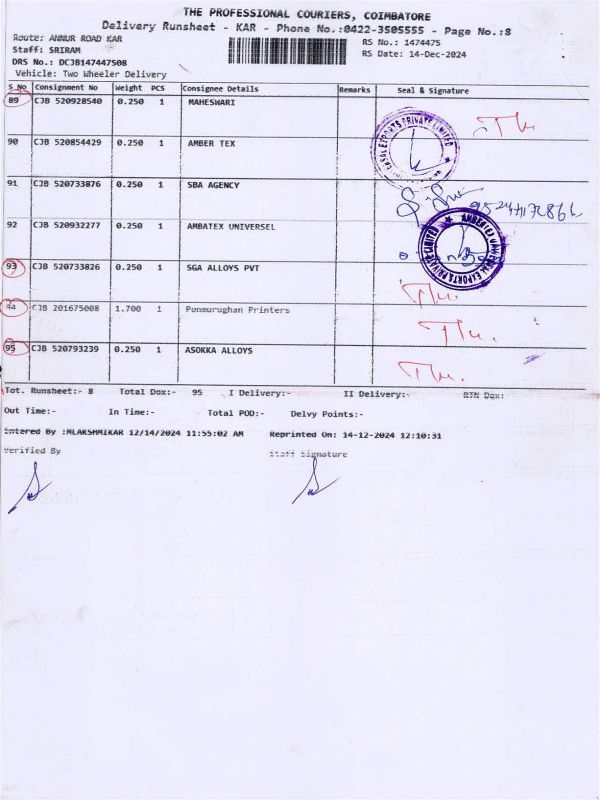 THE PROFESSIONAL COURIERS, COIMBATORE
Delivery Runsheet - KAR - Phone No.:0422-3505555 - Page No.:8
Route: ANNUR ROAD KAR
RS No.: 1474475
Staff: SRIRAM
RS Date: 14-Dec-2024
DRS No.: DCJB147447508
Vehicle: Two Wheeler Delivery
S No Consignment No Weight PCS Consignee Details Remarks Seal & Signature
89 CJB 520928540 0.250 1 MAHESWARI
90 CJB 520854429 0.250 1 AMBER TEX
91 CJB 520733876 0.250 1 SBA AGENCY
92 CJB 520932277 0.250 1 AMBATEX UNIVERSEL
93 CJB 520733826 0.250 1 SGA ALLOYS PVT
94 CJB 201675008 1.700 1 Ponmurughan Printers
95 CJB 520793239 0.250 1 ASOKKA ALLOYS
Tot. Runsheet:- 8 Total Dox:- 95 I Delivery:- II Delivery:- RTN Dox:
Out Time:- In Time:- Total POD:- Delvy Points:-
Entered By :MLAKSHMIKAR 12/14/2024 11:55:02 AM Reprinted On: 14-12-2024 12:10:31
Verified By Staff Signature